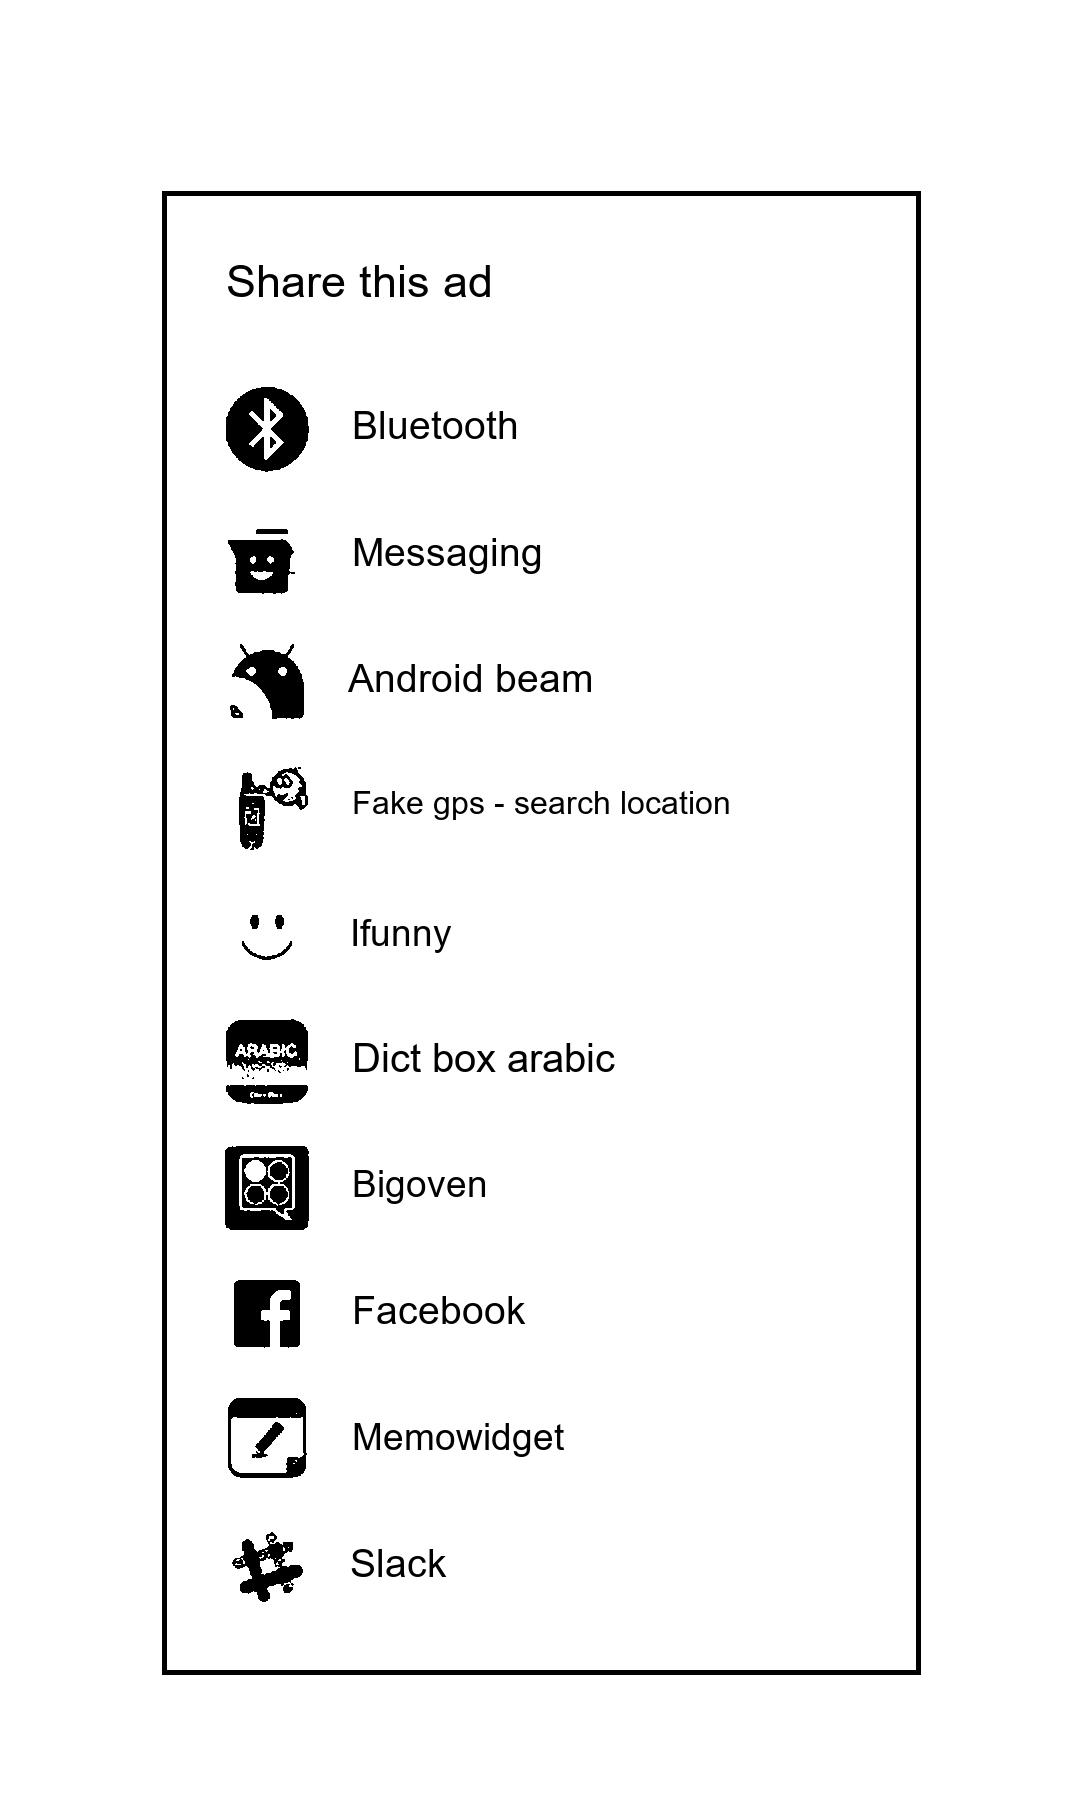 Share this ad
Bluetooth
Messaging
Android beam
Fake gps - search location
Ifunny
ARABIC
Dict box arabic
Bigoven
Facebook
Memowidget
Slack